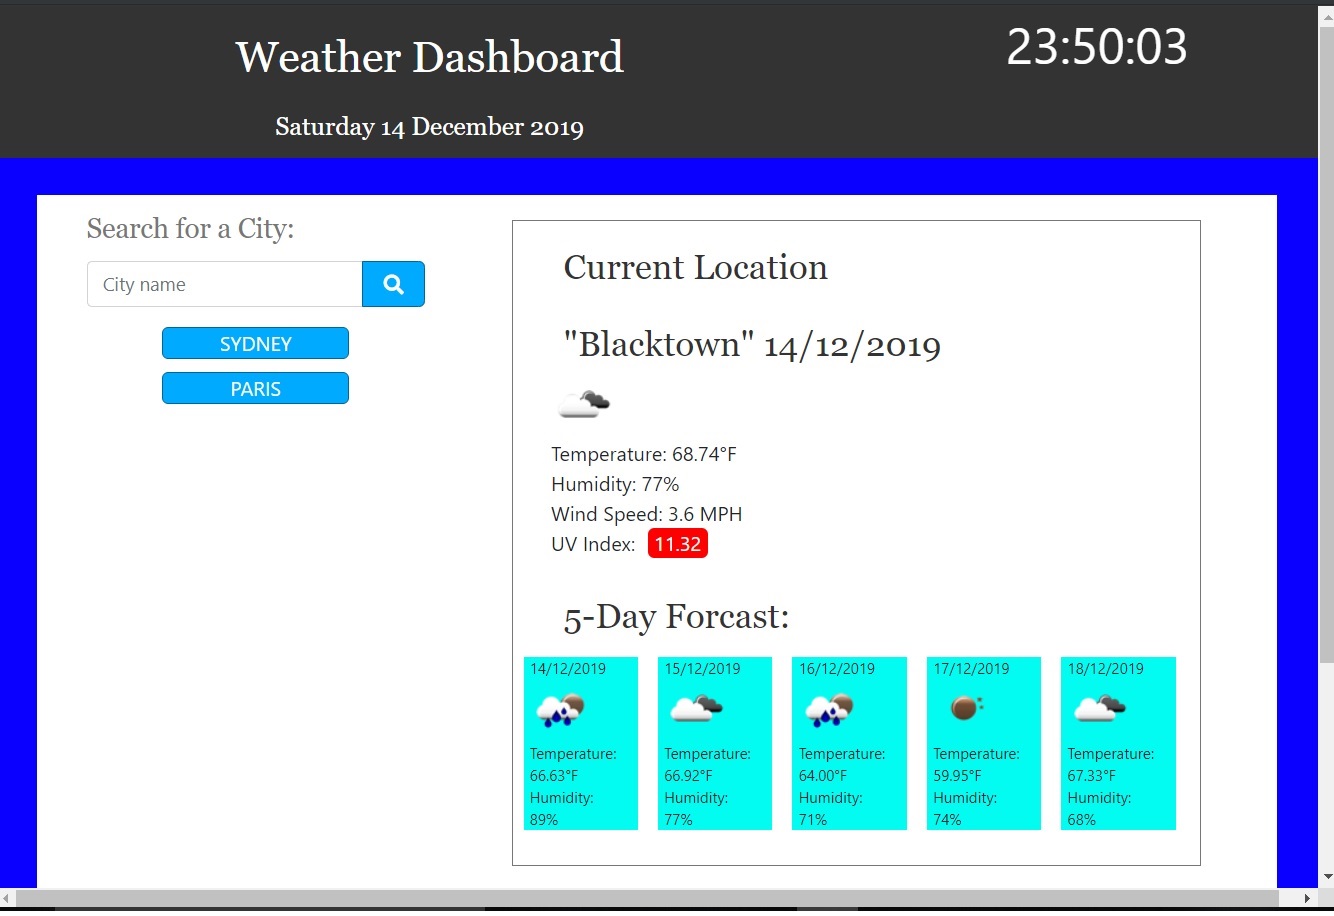 Weather Dashboard
23:50:03
Saturday 14 December 2019
Search for a City:
City name
SYDNEY
PARIS
Current Location
"Blacktown" 14/12/2019
Temperature: 68.74°F
Humidity: 77%
Wind Speed: 3.6 MPH
UV Index: 11.32
5-Day Forcast:
14/12/2019
Temperature:
66.63°F
Humidity:
89%
15/12/2019
Temperature:
66.92°F
Humidity:
77%
16/12/2019
Temperature:
64.00°F
Humidity:
71%
17/12/2019
Temperature:
59.95°F
Humidity:
74%
18/12/2019
Temperature:
67.33°F
Humidity:
68%